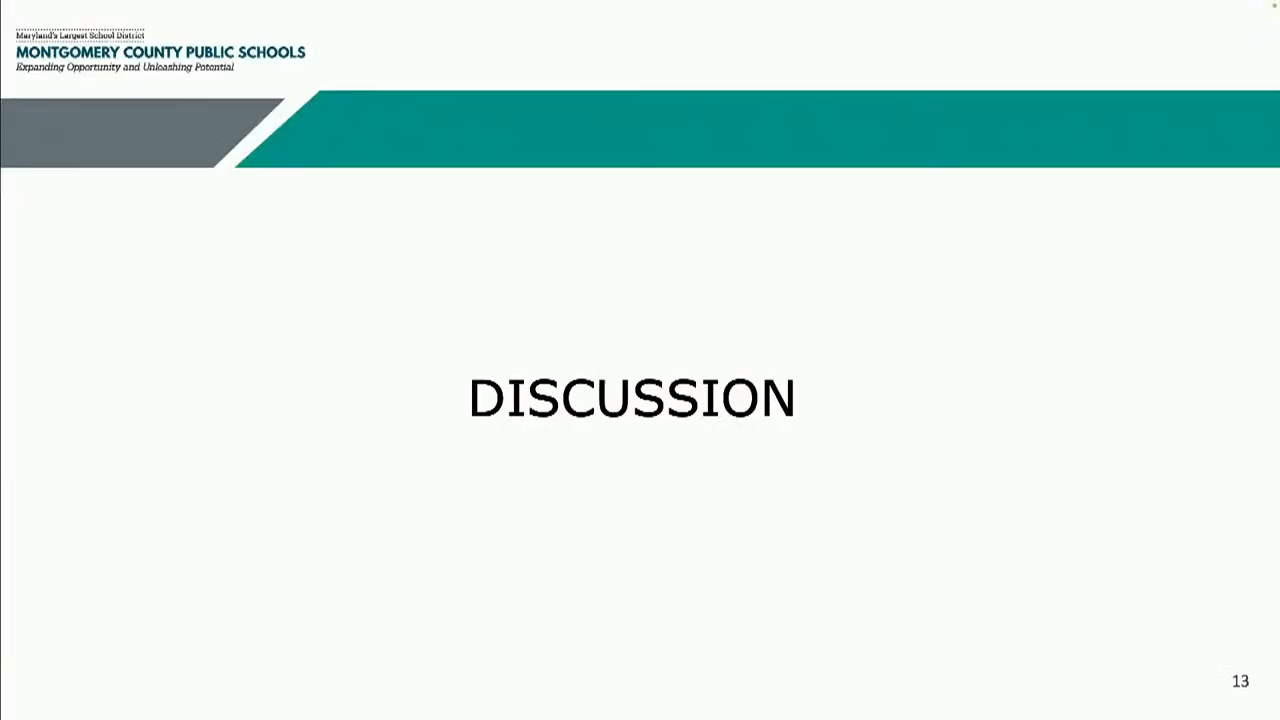 Maryland's Largest School District
MONTGOMERY COUNTY PUBLIC SCHOOLS
Expanding Opportunity and Unleashing Potential
DISCUSSION
13